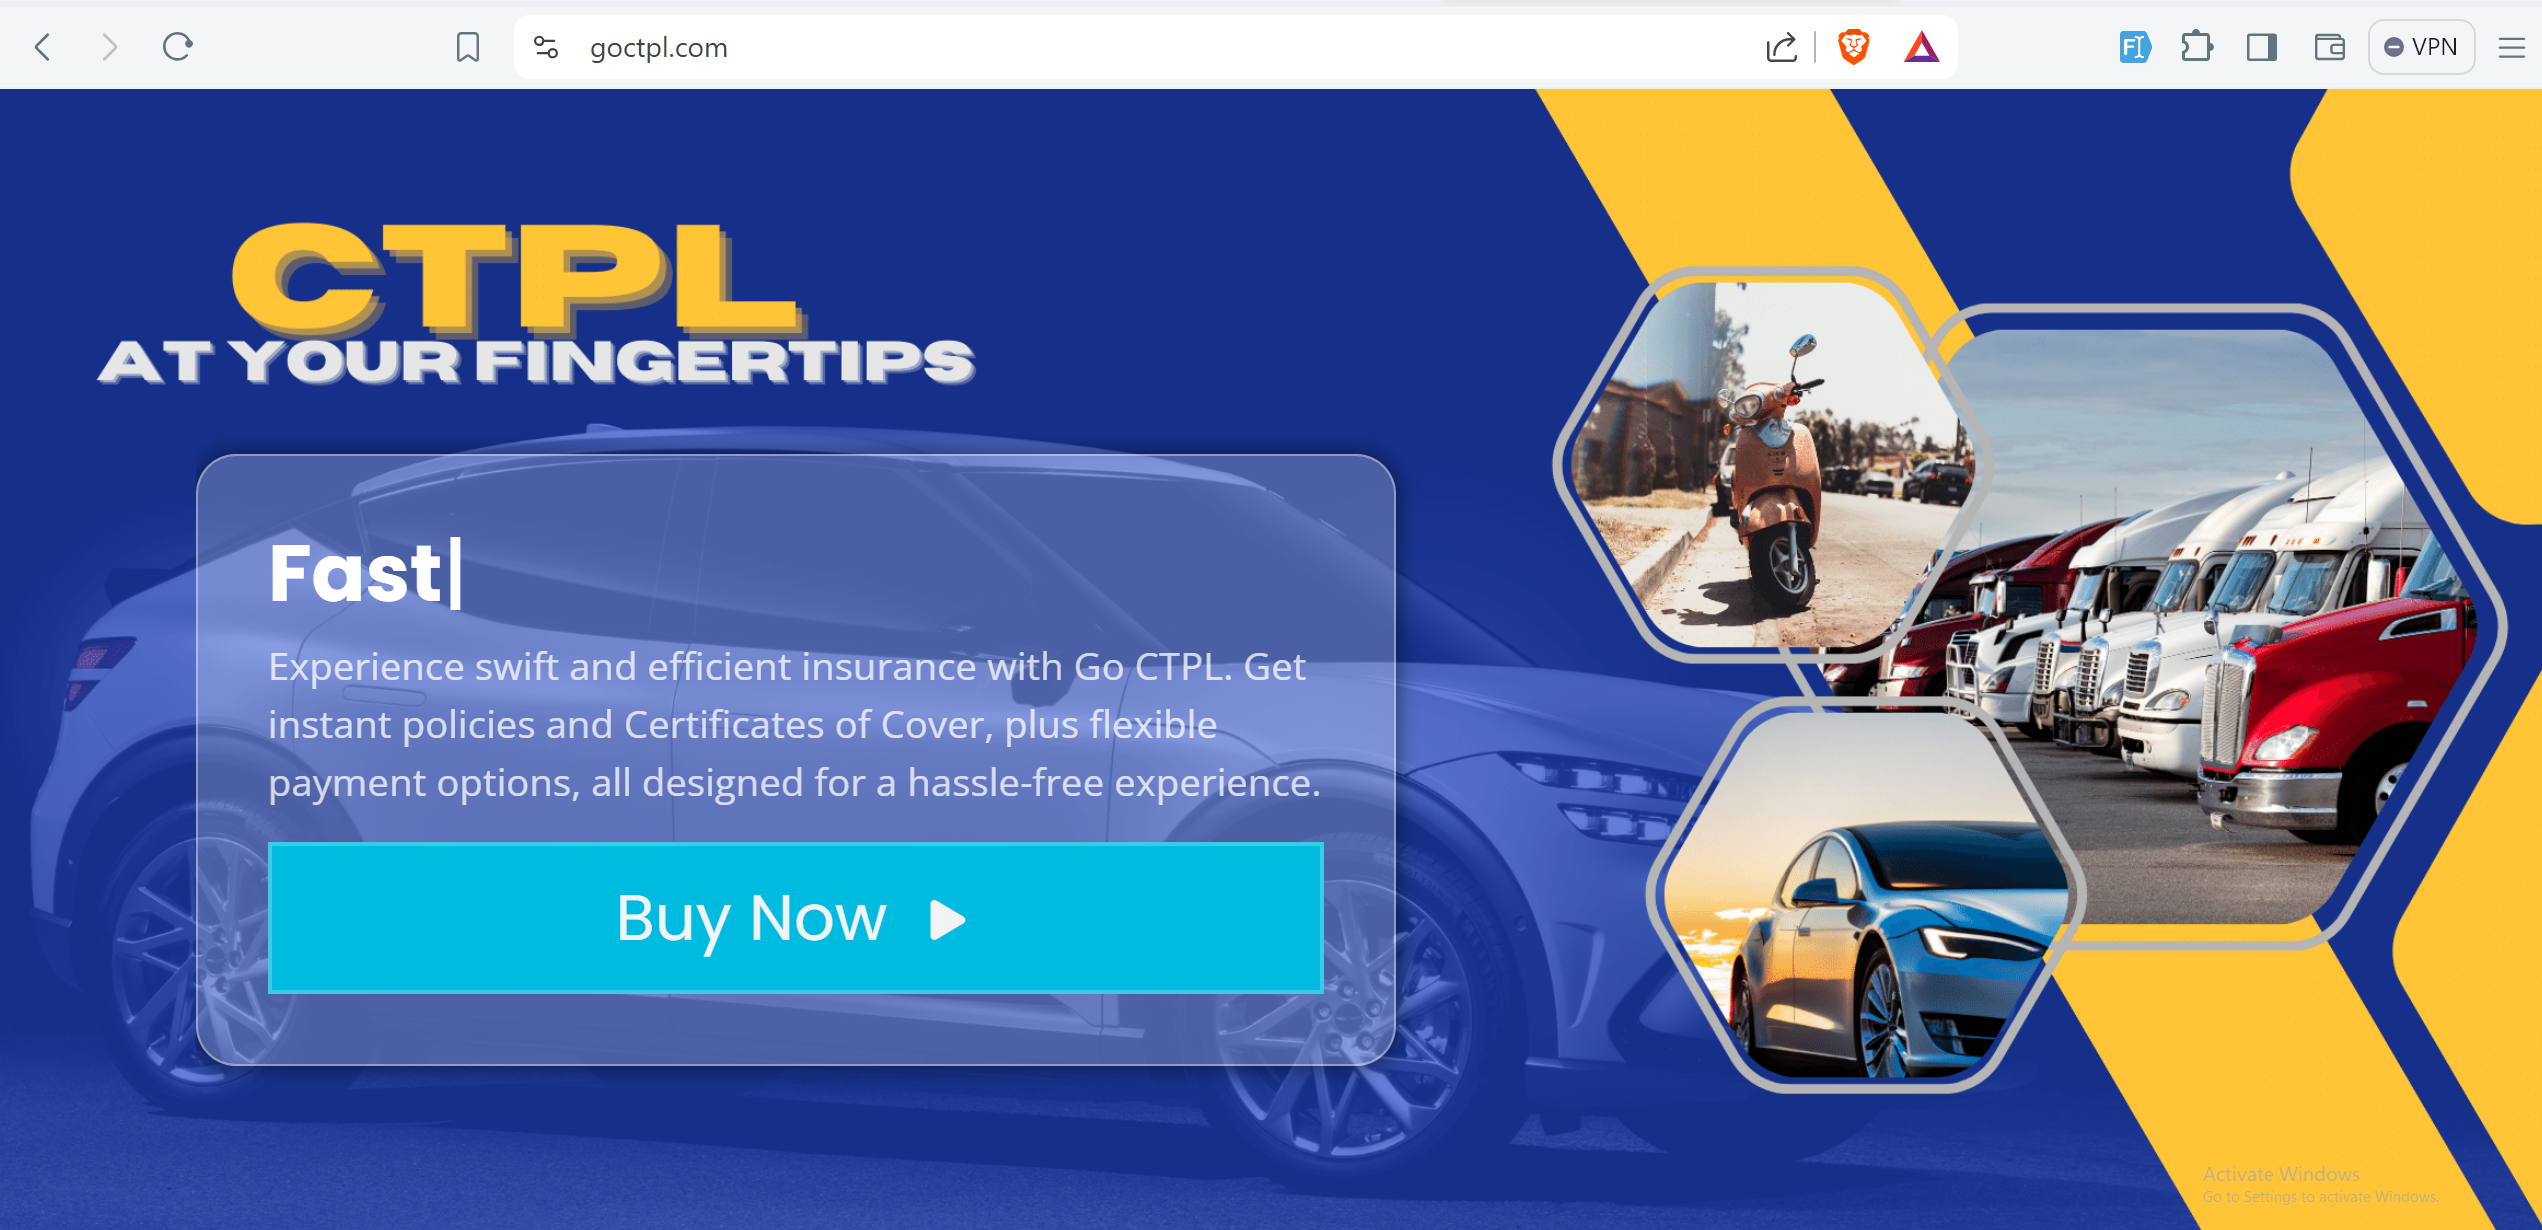 goctpl.com
VPN
CTPL
AT YOUR FINGERTIPS
Fast|
Experience swift and efficient insurance with Go CTPL. Get
instant policies and Certificates of Cover, plus flexible
payment options, all designed for a hassle-free experience.
Buy Now
Activate Windows
Go to Settings to activate Windows.